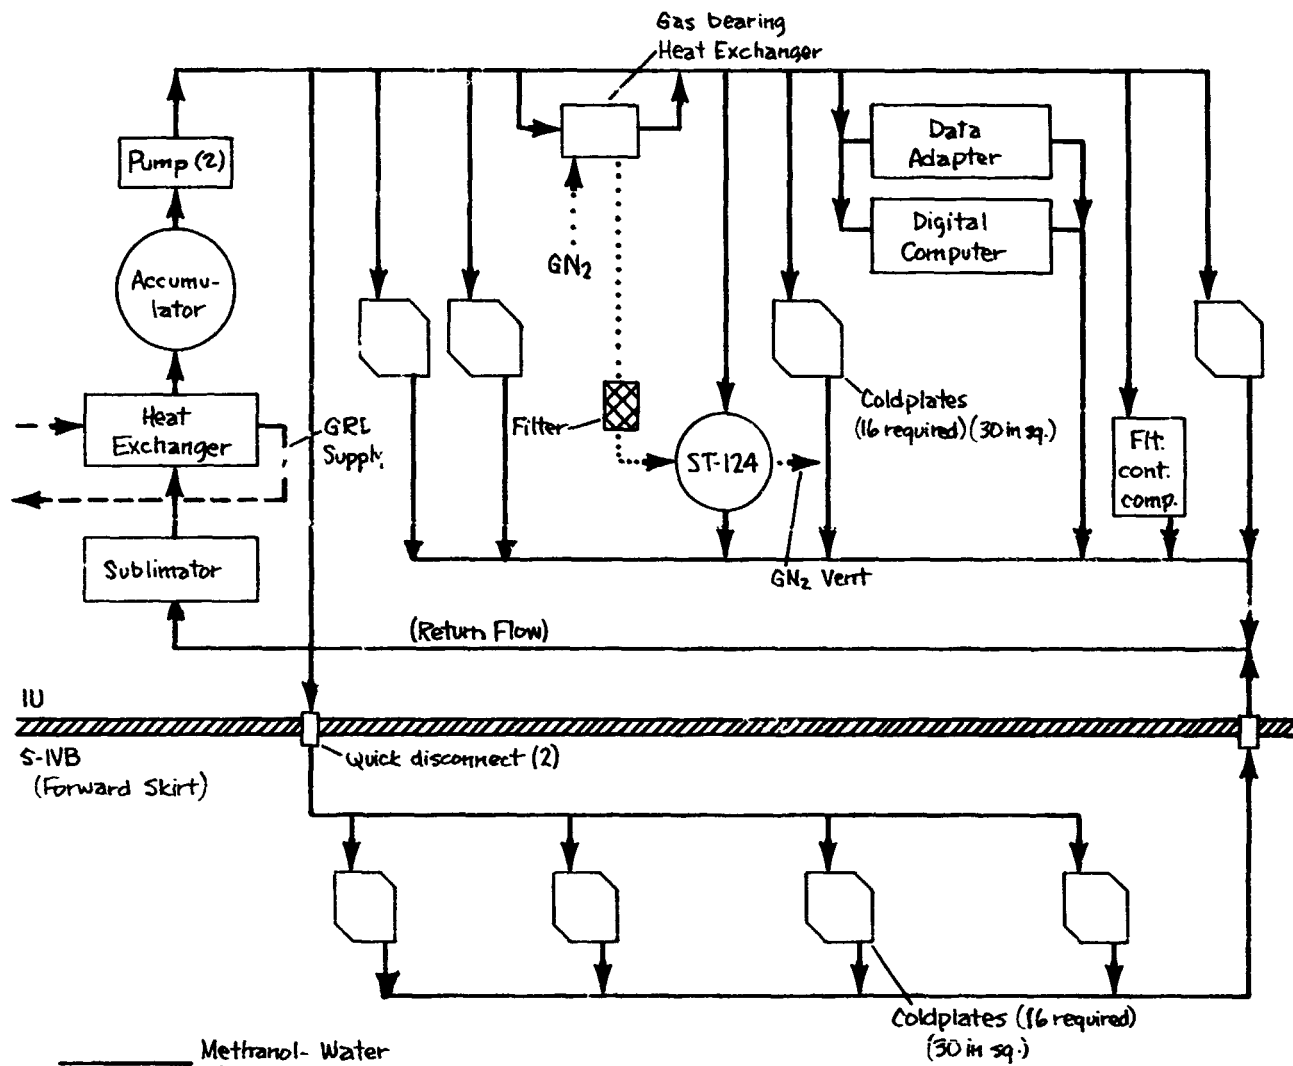 Gas bearing
Heat Exchanger
Pump (2)
Data
Adapter
Digital
Computer
GN2
Accumu-
lator
Coldplates
(16 required) (30 in sq.)
Heat
Exchanger
GRE
Supply
Filter
ST-124
Flt.
cont.
comp.
Sublimator
GN2 Vent
(Return Flow)
IU
S-IVB
(Forward Skirt)
Quick disconnect (2)
Coldplates (16 required)
(30 in sq.)
Methanol-Water